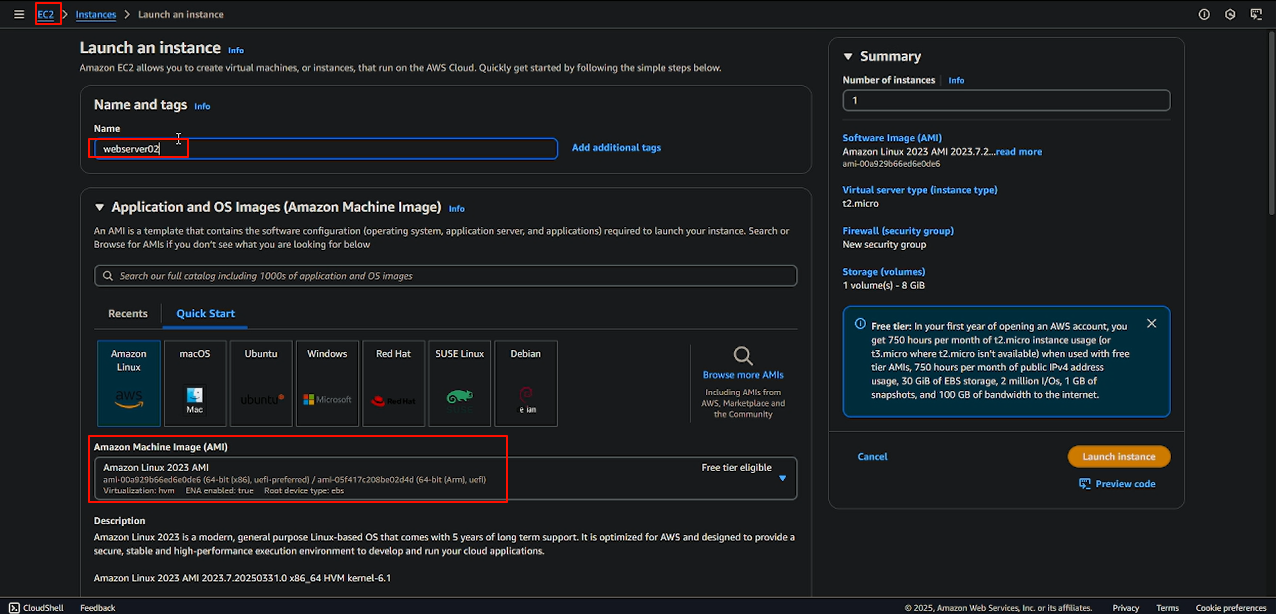 EC2 > Instances > Launch an instance
Launch an instance Info
Amazon EC2 allows you to create virtual machines, or instances, that run on the AWS Cloud. Quickly get started by following the simple steps below.
Name and tags Info
Name
webserver02
Add additional tags
Application and OS Images (Amazon Machine Image) Info
An AMI is a template that contains the software configuration (operating system, application server, and applications) required to launch your instance. Search or
Browse for AMIs if you don't see what you are looking for below
Search our full catalog including 1000s of application and OS images
Recents Quick Start
Amazon
Linux
aws
macOS
Mac
Ubuntu
ubuntu
Windows
Microsoft
Red Hat
Red Hat
SUSE Linux
Debian
Browse more AMIs
Including AMIs from
AWS, Marketplace and
the Community
Amazon Machine Image (AMI)
Amazon Linux 2023 AMI
Free tier eligible
ami-00a929b66ed6e0de6 (64-bit (x86), uefi-preferred) / ami-05f417c208be02d4d (64-bit (Arm), uefi)
Virtualization: hvm ENA enabled: true Root device type: ebs
Description
Amazon Linux 2023 is a modern, general purpose Linux-based OS that comes with 5 years of long term support. It is optimized for AWS and designed to provide a
secure, stable and high-performance execution environment to develop and run your cloud applications.
Amazon Linux 2023 AMI 2023.7.20250331.0 x86_64 HVM kernel-6.1
Summary
Number of instances Info
1
Software Image (AMI)
Amazon Linux 2023 AMI 2023.7.2...read more
ami-00a929b66ed6e0de6
Virtual server type (instance type)
t2.micro
Firewall (security group)
New security group
Storage (volumes)
1 volume(s) - 8 GiB
Free tier: In your first year of opening an AWS account, you
get 750 hours per month of t2.micro instance usage (or
t3.micro where t2.micro isn't available) when used with free
tier AMIs, 750 hours per month of public IPv4 address
usage, 30 GiB of EBS storage, 2 million I/Os, 1 GB of
snapshots, and 100 GB of bandwidth to the internet.
Cancel
Launch instance
Preview code
CloudShell Feedback
© 2025, Amazon Web Services, Inc. or its affiliates. Privacy Terms Cookie preferences